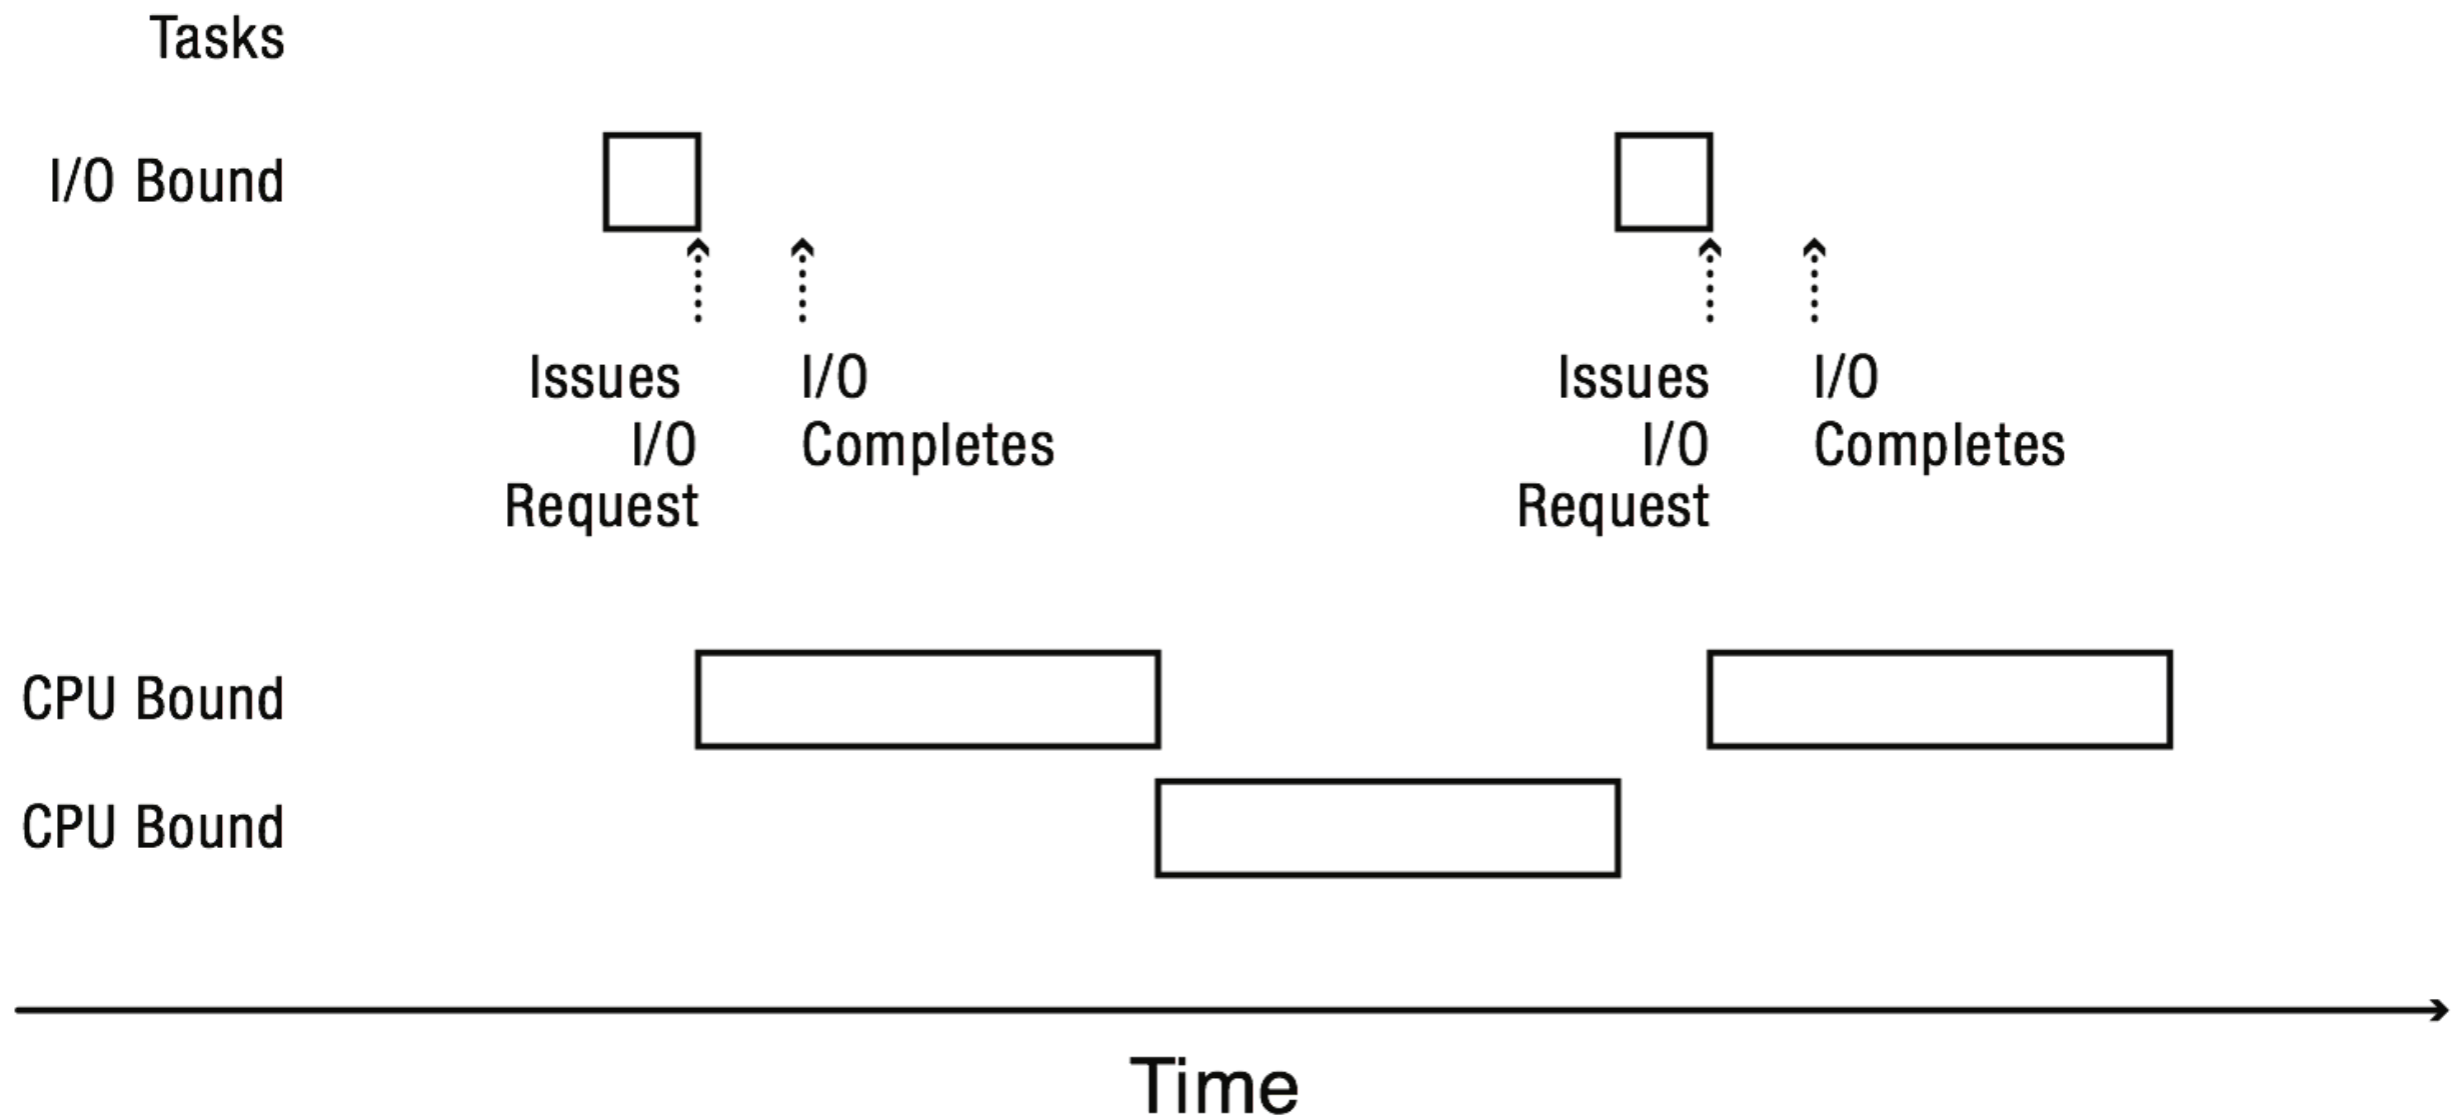 Tasks
I/O Bound
Issues
I/O
Request
I/O
Completes
Issues
I/O
Request
I/O
Completes
CPU Bound
CPU Bound
Time